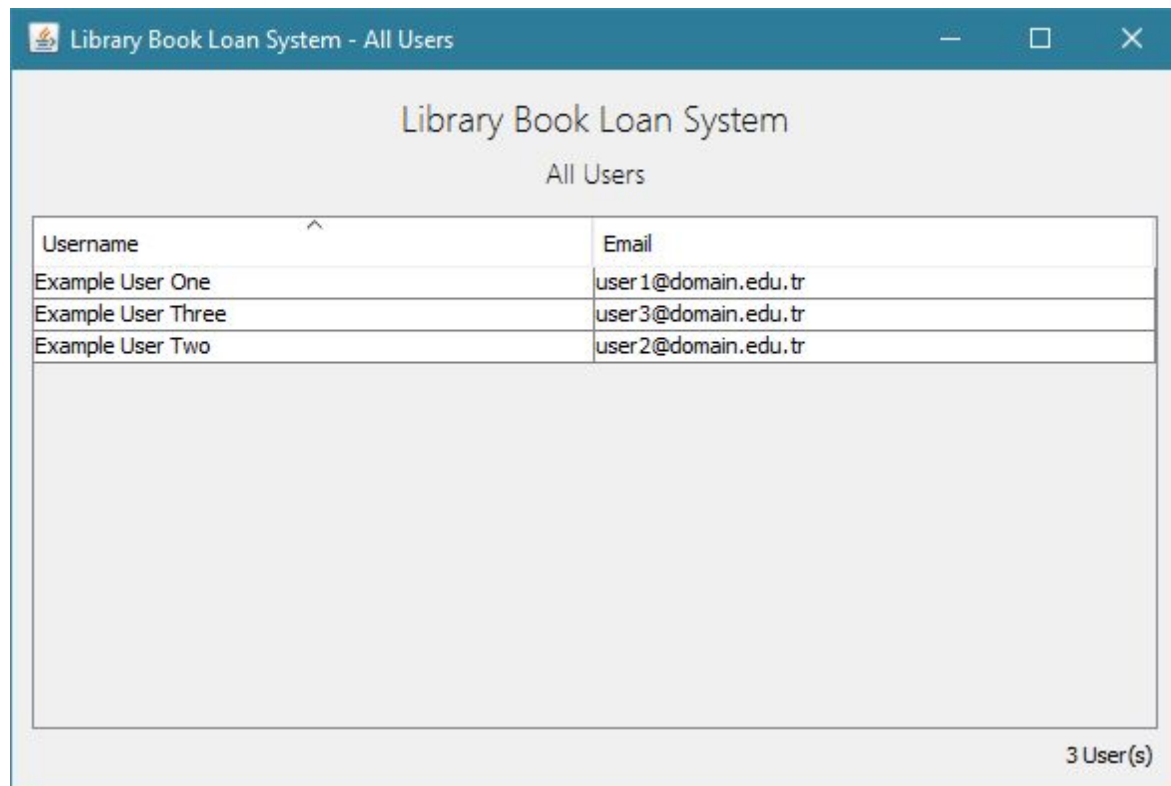 Library Book Loan System - All Users
Library Book Loan System
All Users
Username Email
Example User One user1@domain.edu.tr
Example User Three user3@domain.edu.tr
Example User Two user2@domain.edu.tr
3 User(s)